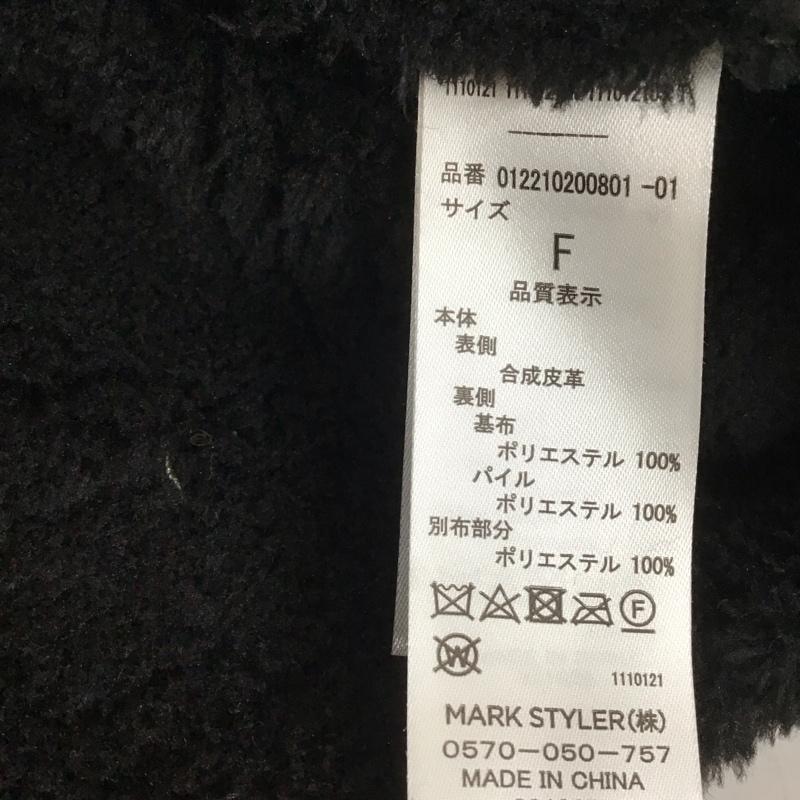 1110121
品番 012210200801 -01
サイズ
F
品質表示
本体
表側
合成皮革
裏側
基布
ポリエステル 100%
パイル
ポリエステル 100%
別布部分
ポリエステル 100%
F
W
1110121
MARK STYLER(株)
0570-050-757
MADE IN CHINA